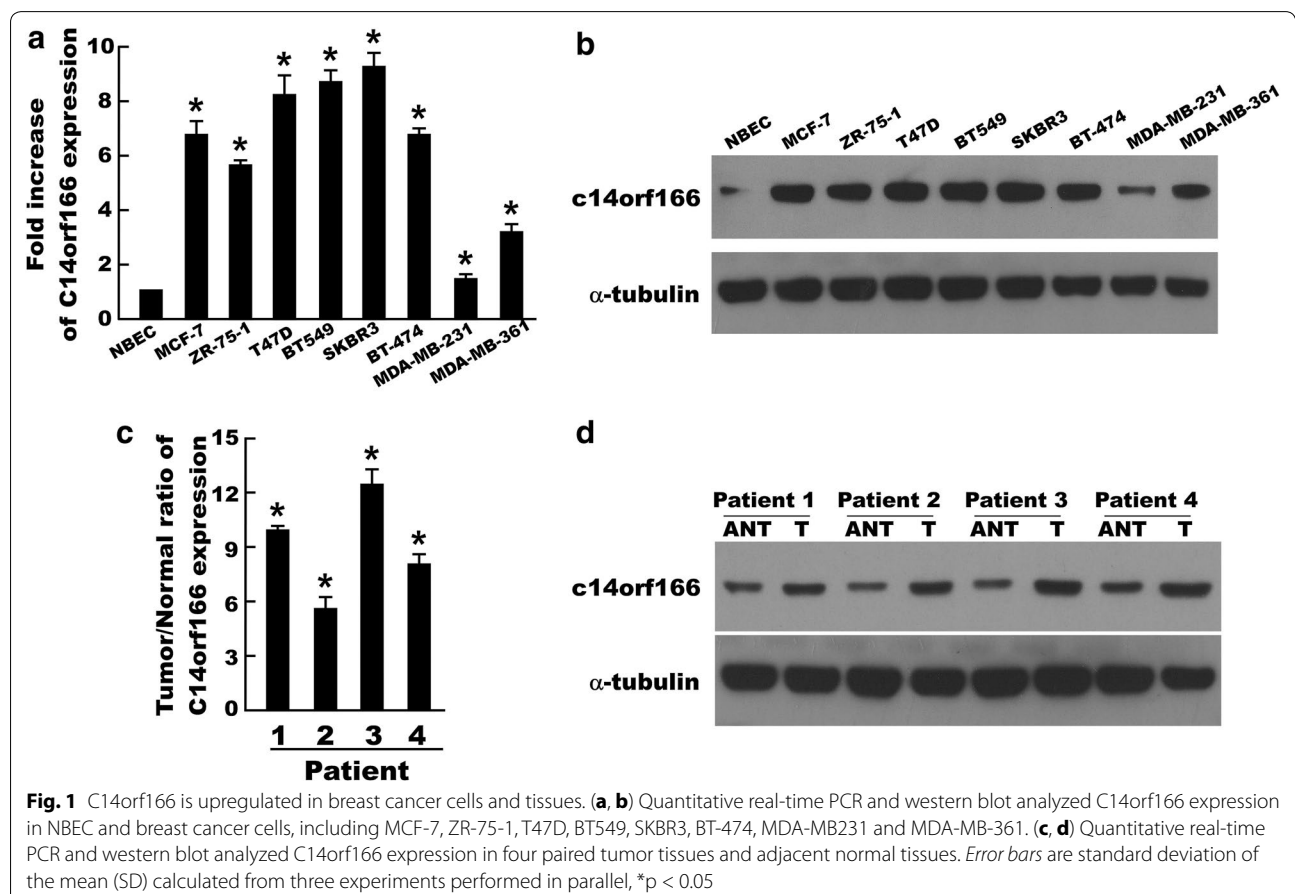 a
Fold increase
of C14orf166 expression
10
8
6
4
2
0
* * * * * * * *
NBEC MCF-7 ZR-75-1 T47D BT549 SKBR3 BT-474 MDA-MB-231 MDA-MB-361
b
NBEC MCF-7 ZR-75-1 T47D BT549 SKBR3 BT-474 MDA-MB-231 MDA-MB-361
c14orf166
α-tubulin
c
Tumor/Normal ratio of
C14orf166 expression
15
12
9
6
3
0
* * * *
1 2 3 4
Patient
d
Patient 1 Patient 2 Patient 3 Patient 4
ANT T ANT T ANT T ANT T
c14orf166
α-tubulin
Fig. 1 C14orf166 is upregulated in breast cancer cells and tissues. (a, b) Quantitative real-time PCR and western blot analyzed C14orf166 expression
in NBEC and breast cancer cells, including MCF-7, ZR-75-1, T47D, BT549, SKBR3, BT-474, MDA-MB231 and MDA-MB-361. (c, d) Quantitative real-time
PCR and western blot analyzed C14orf166 expression in four paired tumor tissues and adjacent normal tissues. Error bars are standard deviation of
the mean (SD) calculated from three experiments performed in parallel, *p < 0.05